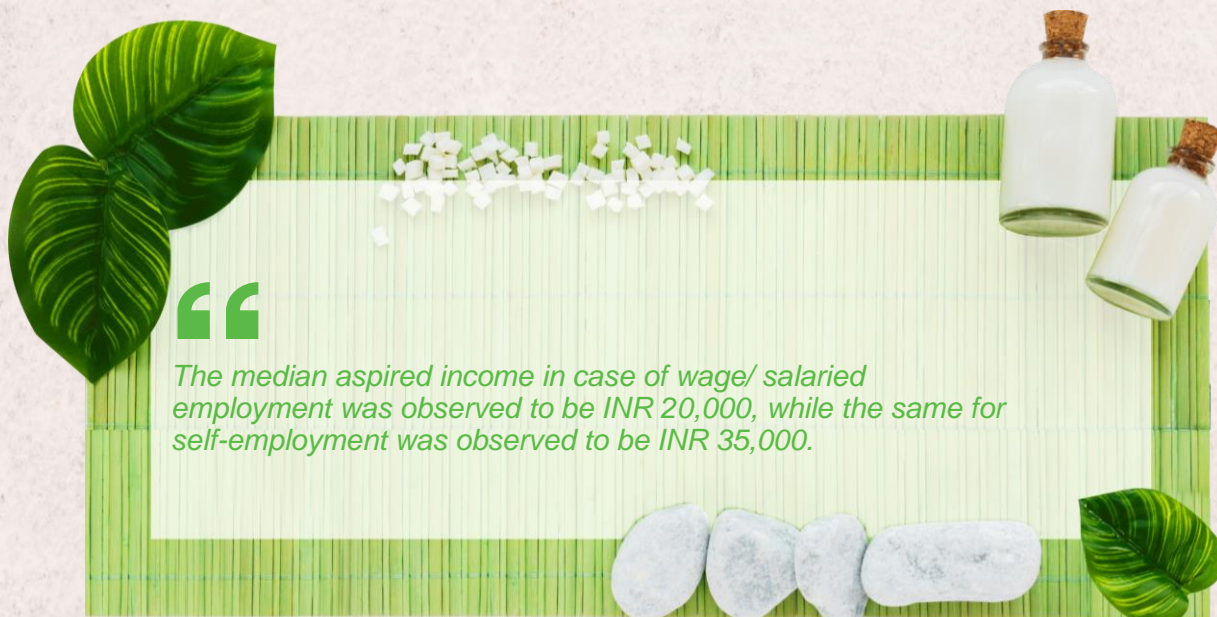 “
The median aspired income in case of wage/ salaried
employment was observed to be INR 20,000, while the same for
self-employment was observed to be INR 35,000.